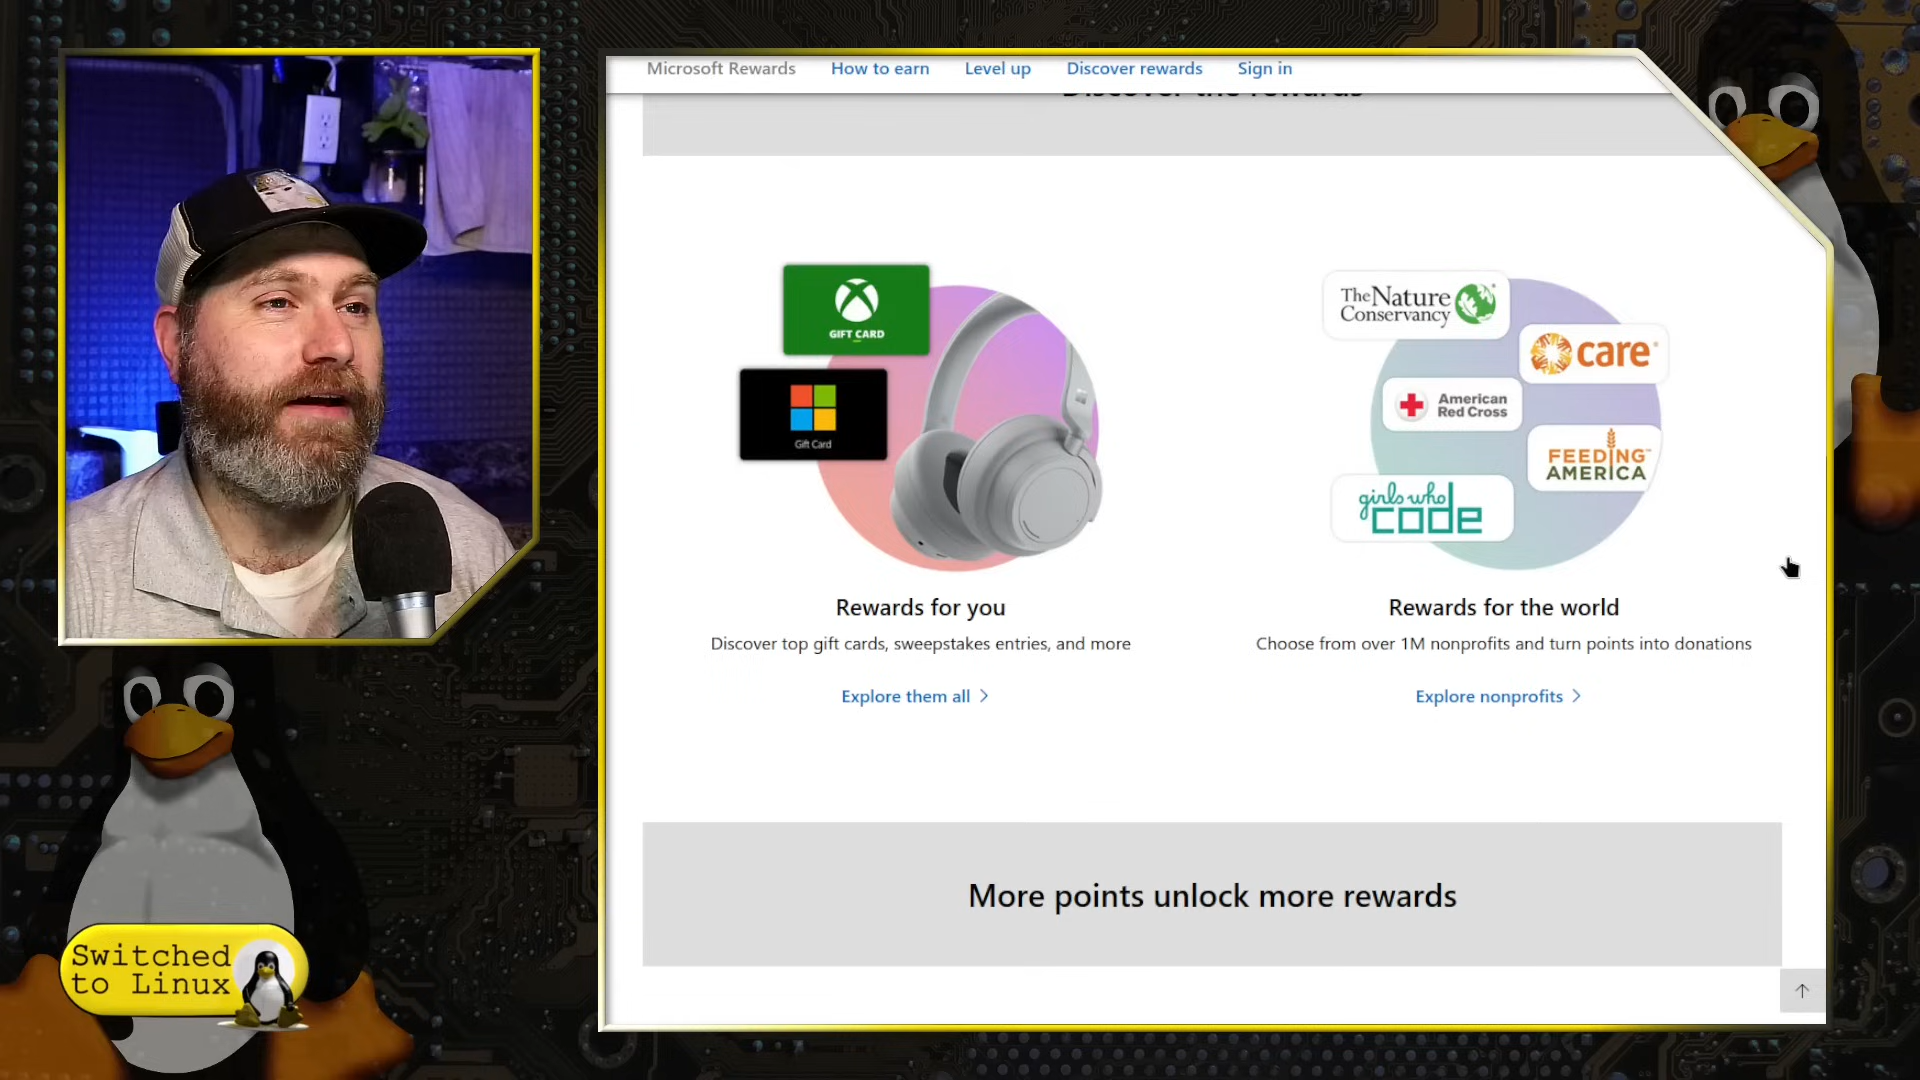 Microsoft Rewards How to earn Level up Discover rewards Sign in
Discover the rewards
GIFT CARD
Gift Card
Rewards for you
Discover top gift cards, sweepstakes entries, and more
Explore them all
The Nature
Conservancy
care
American
Red Cross
FEEDING
AMERICA
girls who
code
Rewards for the world
Choose from over 1M nonprofits and turn points into donations
Explore nonprofits
More points unlock more rewards
Switched
to Linux